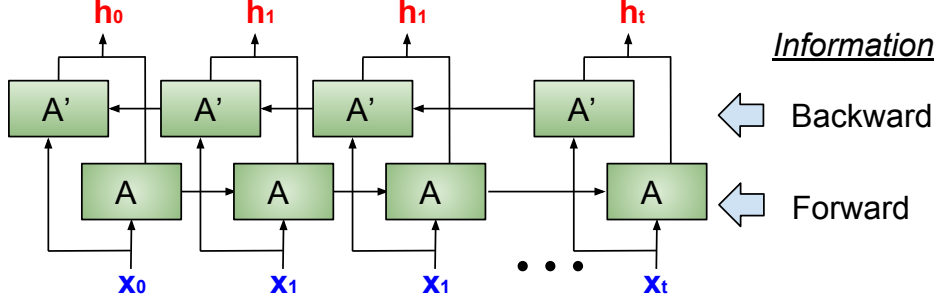 h0 h1 h1 ht
Information
A’ A’ A’ A’
Backward
A A A A
Forward
x0 x1 x1 xt